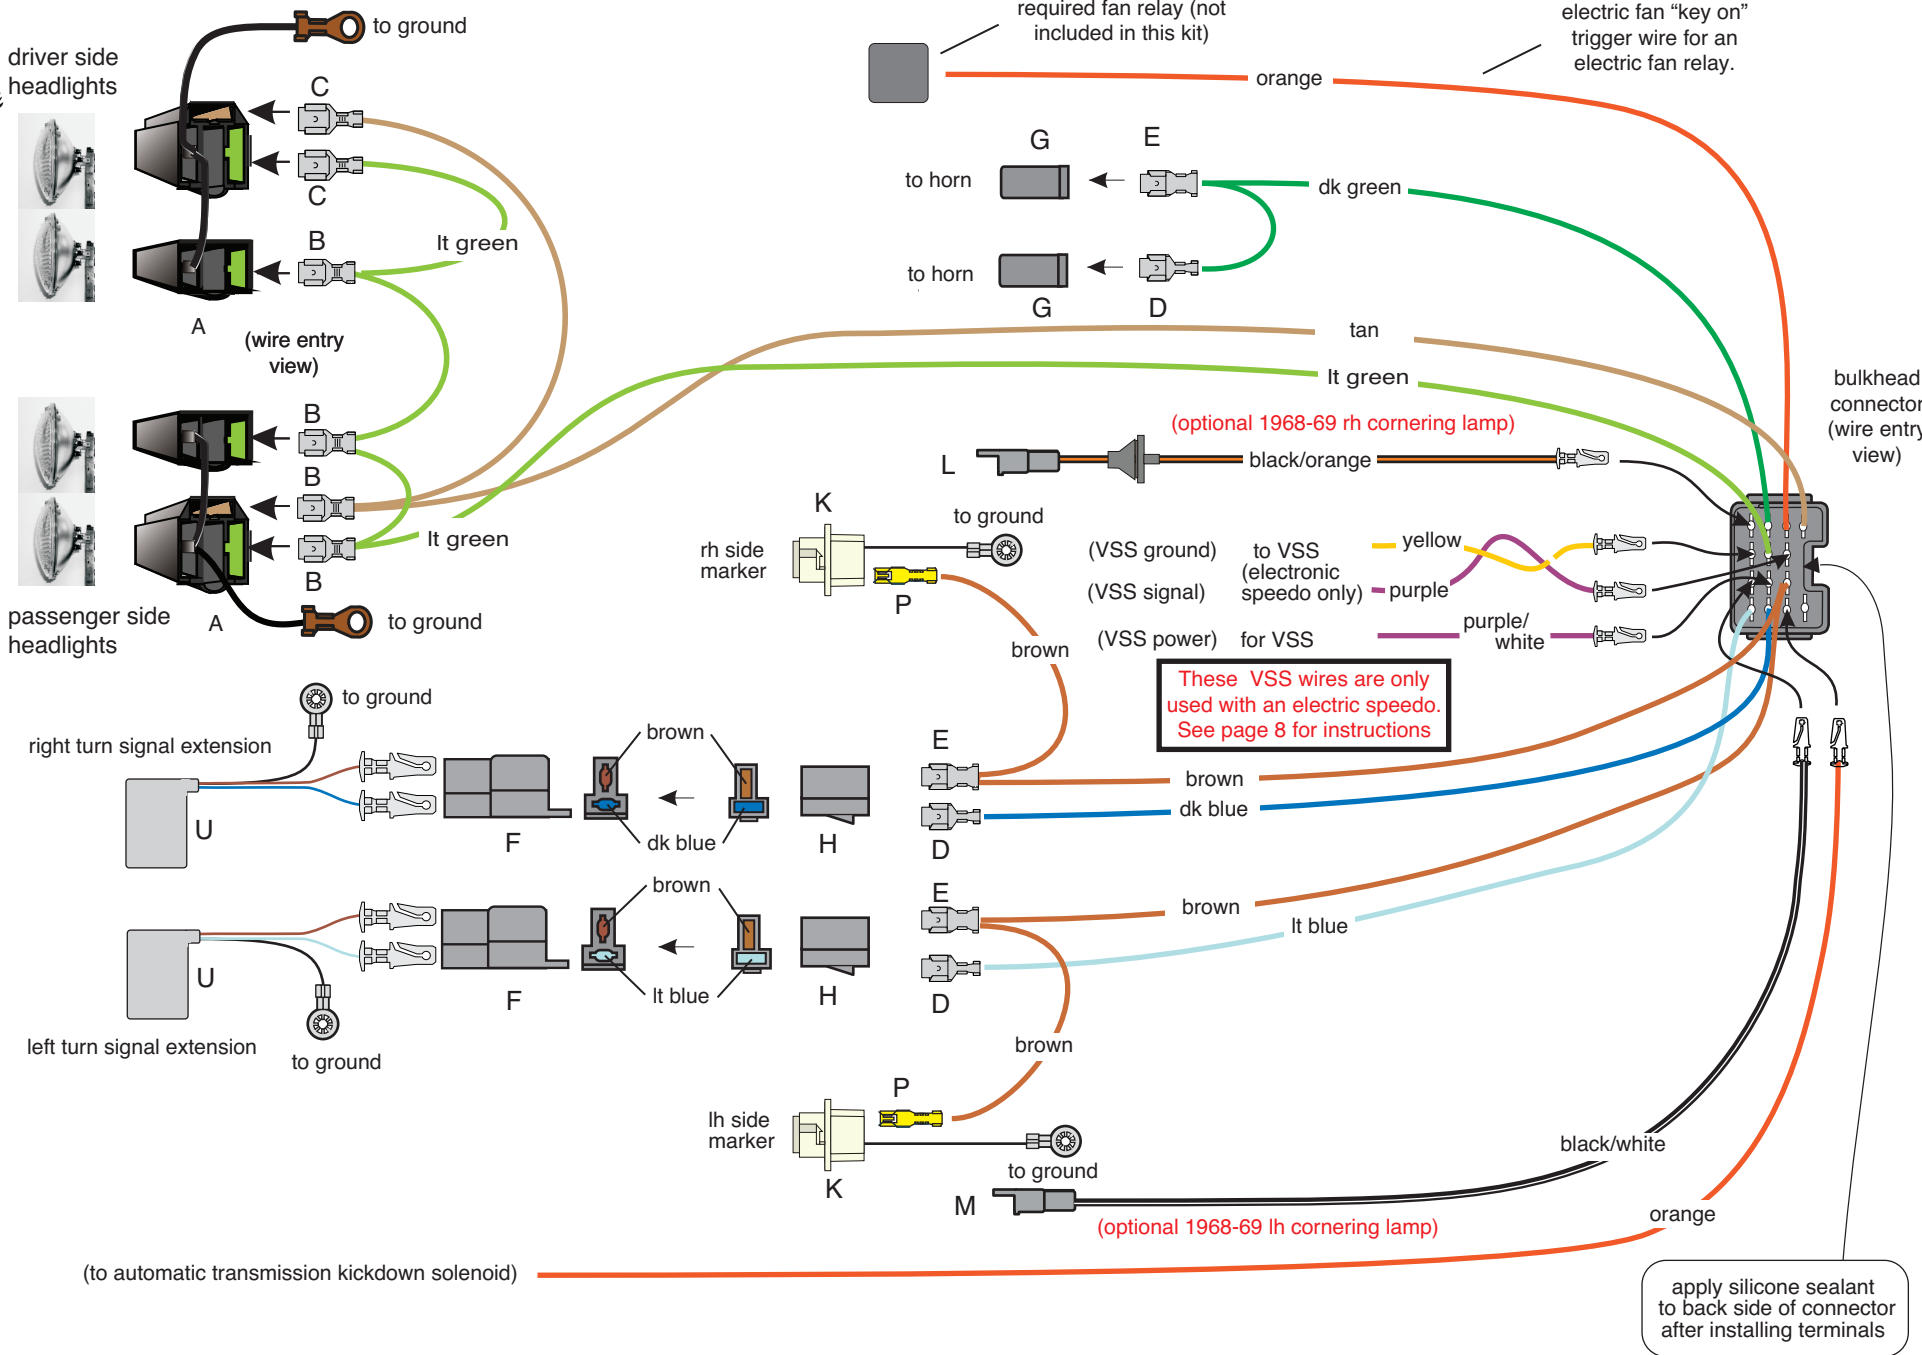 required fan relay (not
included in this kit)
electric fan “key on”
trigger wire for an
electric fan relay.
to ground
driver side
headlights
orange
C
C
G
E
to horn
dk green
B
lt green
to horn
G
D
A
(wire entry
view)
tan
lt green
bulkhead
connector
(wire entry
view)
B
(optional 1968-69 rh cornering lamp)
L
black/orange
B
K
to ground
lt green
rh side
marker
(VSS ground)
to VSS
(electronic
speedo only)
yellow
(VSS signal)
purple
B
P
A
passenger side
headlights
to ground
(VSS power)
for VSS
purple/
white
brown
These VSS wires are only
used with an electric speedo.
See page 8 for instructions
to ground
right turn signal extension
brown
E
brown
dk blue
U
F
dk blue
H
D
brown
E
brown
lt blue
U
F
lt blue
H
D
left turn signal extension
to ground
brown
P
lh side
marker
to ground
K
black/white
M
(optional 1968-69 lh cornering lamp)
orange
(to automatic transmission kickdown solenoid)
apply silicone sealant
to back side of connector
after installing terminals